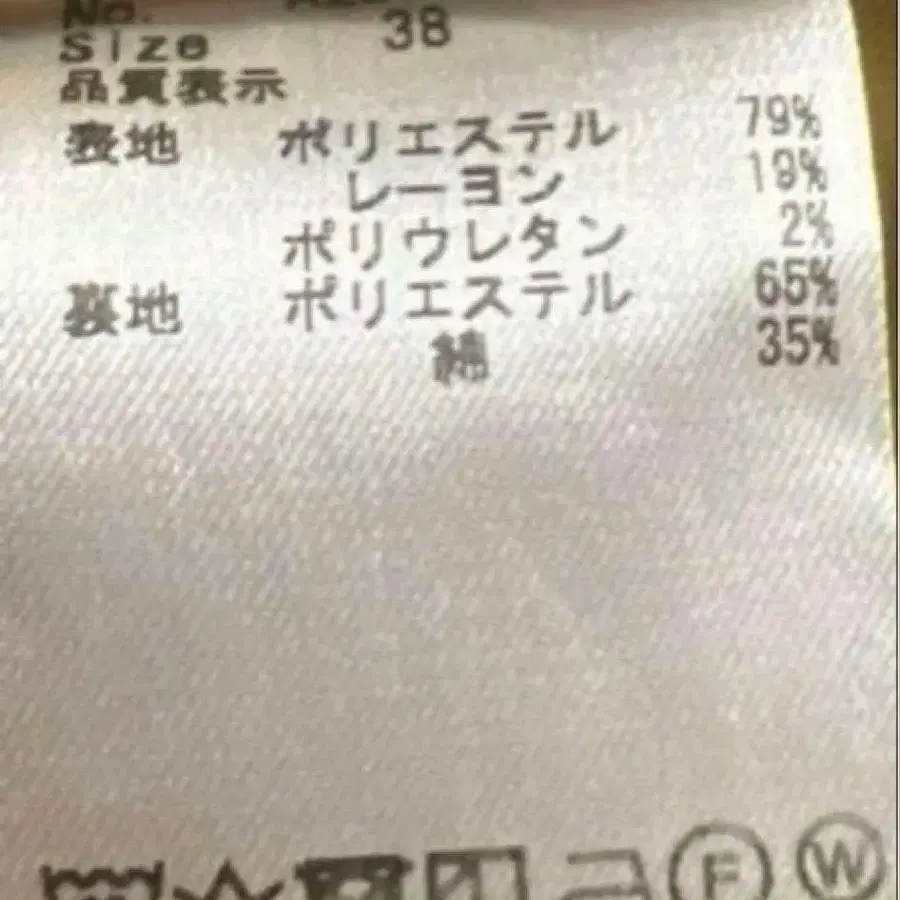 No.
Size 38
品質表示
表地 ポリエステル 79%
レーヨン 19%
ポリウレタン 2%
裏地 ポリエステル 65%
綿 35%
F W